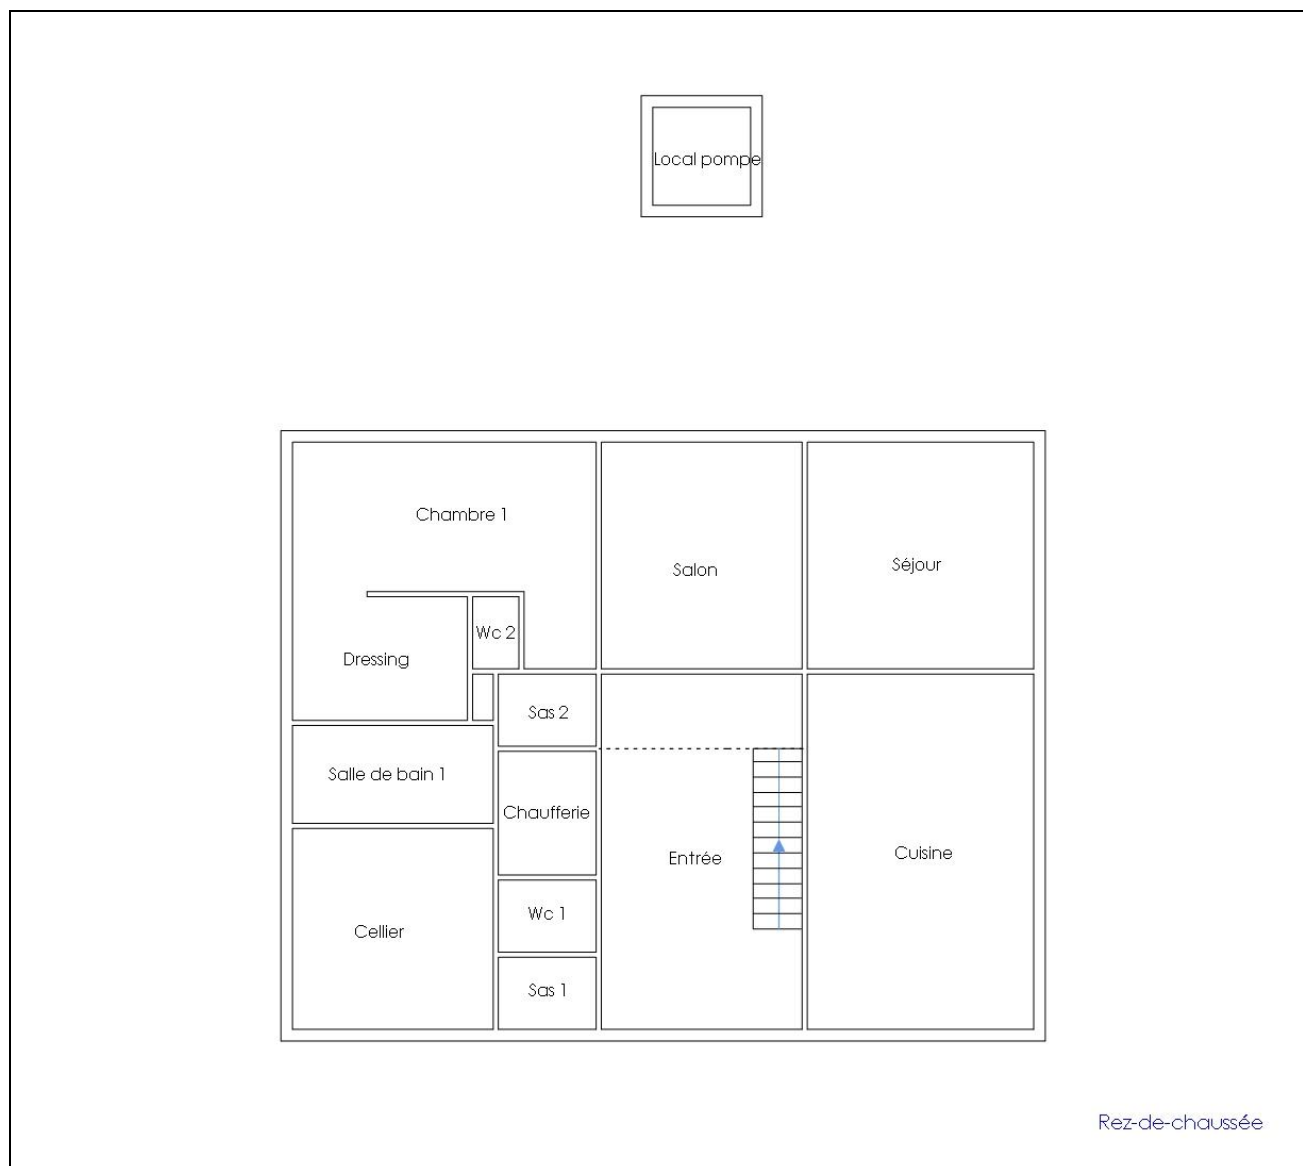 Local pompe
Chambre 1
Salon
Séjour
Wc 2
Dressing
Sas 2
Salle de bain 1
Chaufferie
Entrée
Cuisine
Wc 1
Cellier
Sas 1
Rez-de-chaussée